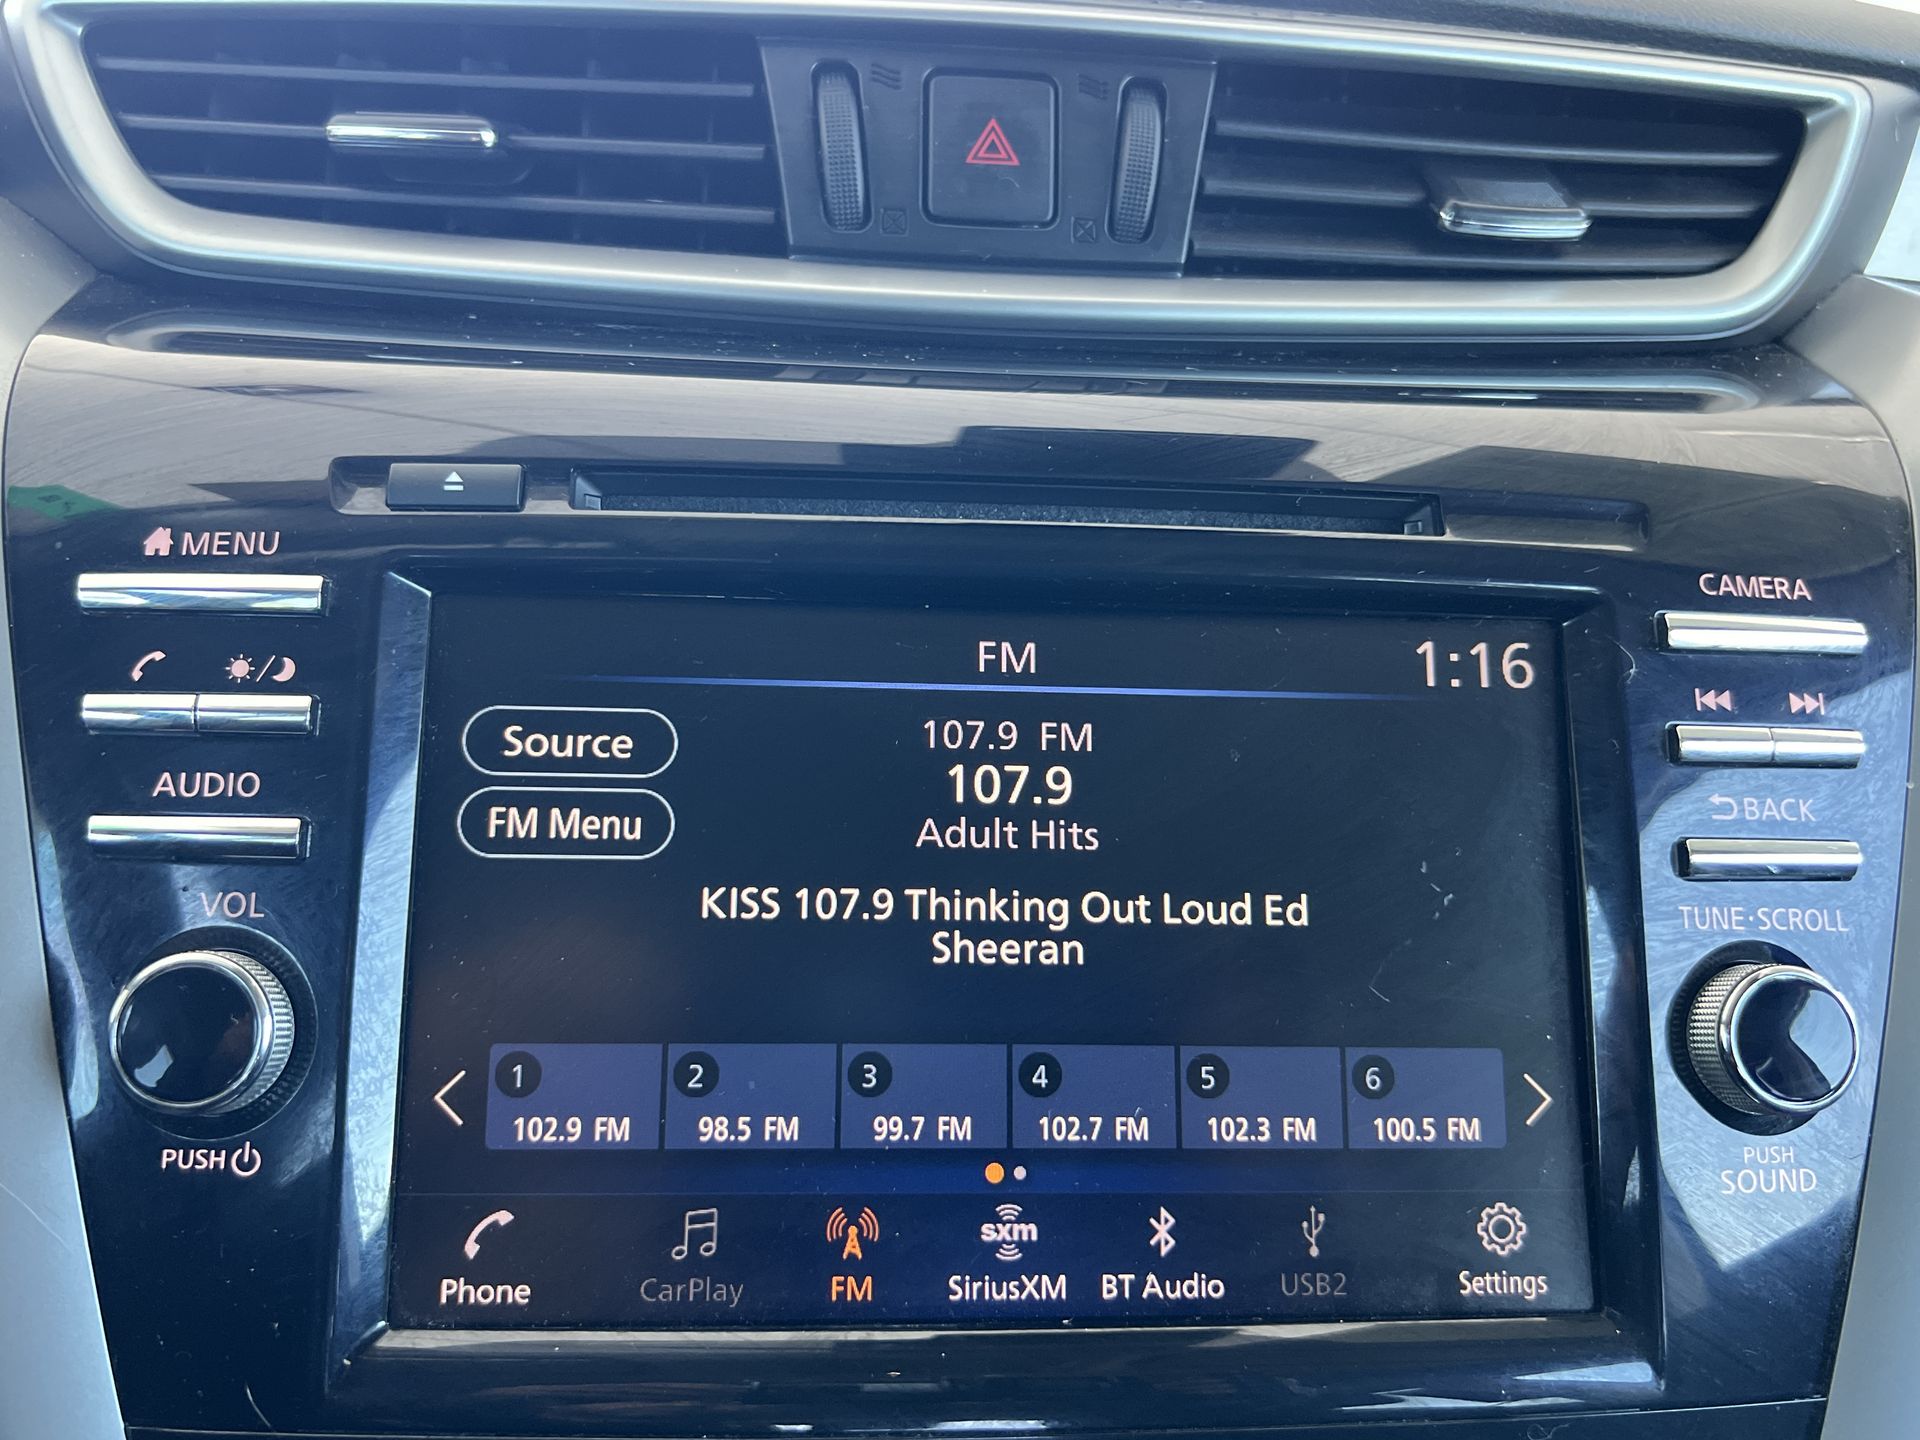 MENU
AUDIO
VOL
PUSH
FM
1:16
Source
FM Menu
107.9 FM
107.9
Adult Hits
KISS 107.9 Thinking Out Loud Ed
Sheeran
1
2
3
4
5
6
102.9 FM
98.5 FM
99.7 FM
102.7 FM
102.3 FM
100.5 FM
sxm
Phone
CarPlay
FM
SiriusXM
BT Audio
USB2
Settings
CAMERA
BACK
TUNE·SCROLL
PUSH
SOUND